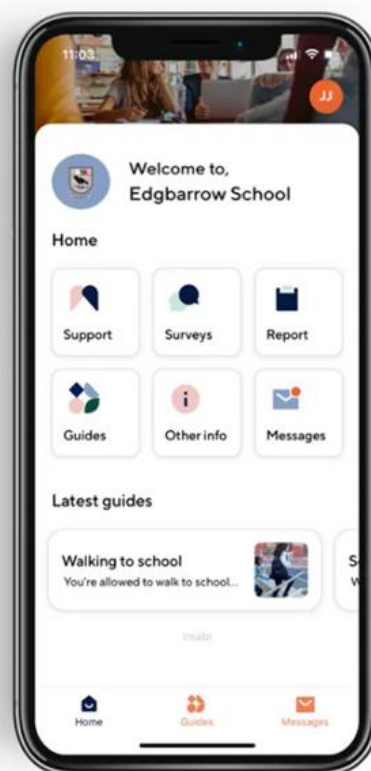 11:03
JJ
Welcome to,
Edgbarrow School
Home
Support
Surveys
Report
Guides
Other info
Messages
Latest guides
Walking to school
You're allowed to walk to school...
S
W
imabi
Home
Guides
Messages